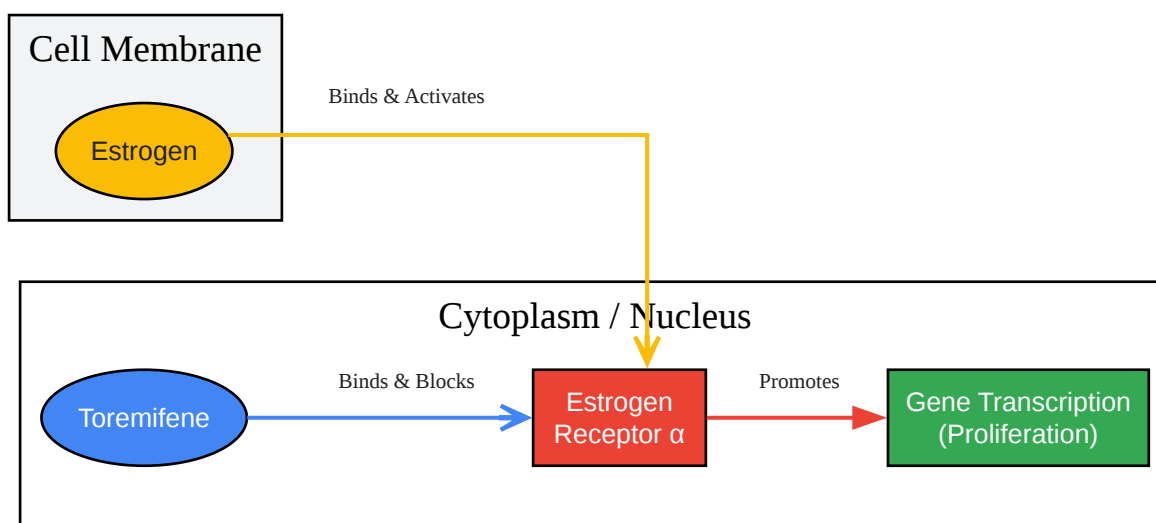 Cell Membrane
Binds & Activates
Estrogen
Cytoplasm / Nucleus
Binds & Blocks
Promotes
Toremifene
Estrogen
Receptor α
Gene Transcription
(Proliferation)